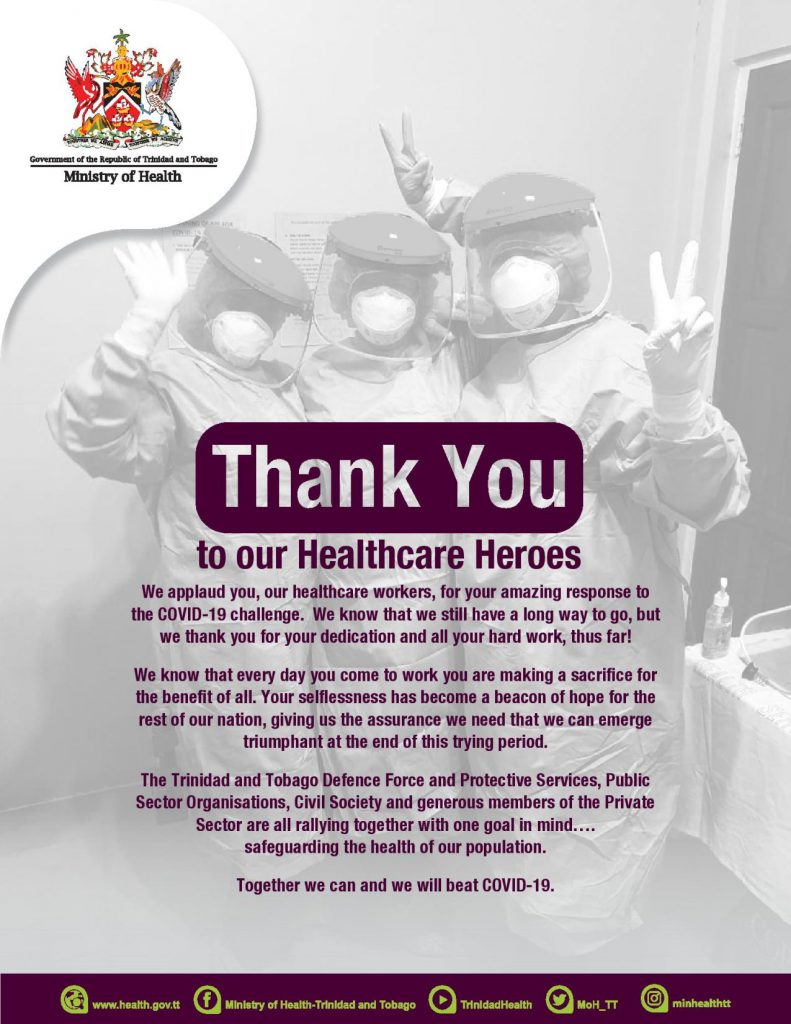 Government of the Republic of Trinidad and Tobago
Ministry of Health
COVID-19
Thank You
to our Healthcare Heroes
We applaud you, our healthcare workers, for your amazing response to
the COVID-19 challenge. We know that we still have a long way to go, but
we thank you for your dedication and all your hard work, thus far!
We know that every day you come to work you are making a sacrifice for
the benefit of all. Your selflessness has become a beacon of hope for the
rest of our nation, giving us the assurance we need that we can emerge
triumphant at the end of this trying period.
The Trinidad and Tobago Defence Force and Protective Services, Public
Sector Organisations, Civil Society and generous members of the Private
Sector are all rallying together with one goal in mind....
safeguarding the health of our population.
Together we can and we will beat COVID-19.
www.health.gov.tt
Ministry of Health-Trinidad and Tobago
TrinidadHealth
MoH_TT
minhealthtt